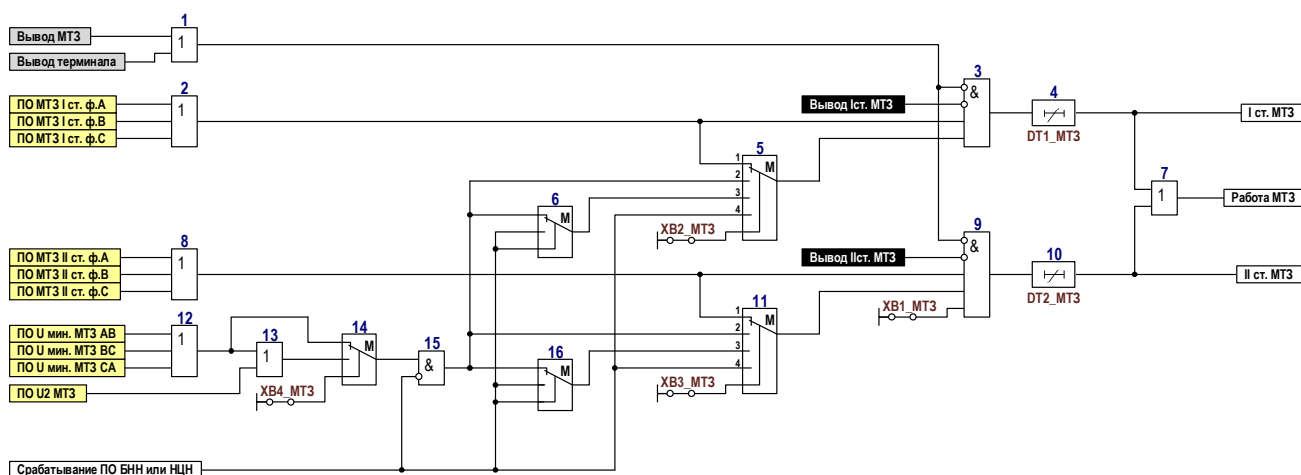 1
Вывод МТЗ
1
Вывод терминала
2
3
4
ПО МТЗ I ст. ф.А
1
&
Вывод Iст. МТЗ
I ст. МТЗ
ПО МТЗ I ст. ф.В
ПО МТЗ I ст. ф.С
DT1_МТЗ
5
1
М
2
7
6
3
1
Работа МТЗ
М
4
XB2_МТЗ
8
9
ПО МТЗ II ст. ф.А
1
&
Вывод IIст. МТЗ
10
ПО МТЗ II ст. ф.В
II ст. МТЗ
ПО МТЗ II ст. ф.С
DT2_МТЗ
11
XB1_МТЗ
12
1
М
ПО U мин. МТЗ АВ
1
13
14
2
ПО U мин. МТЗ ВС
1
М
15
16
3
ПО U мин. МТЗ СА
&
М
4
XB3_МТЗ
ПО U2 МТЗ
XB4_МТЗ
Срабатывание ПО БНН или НЦН